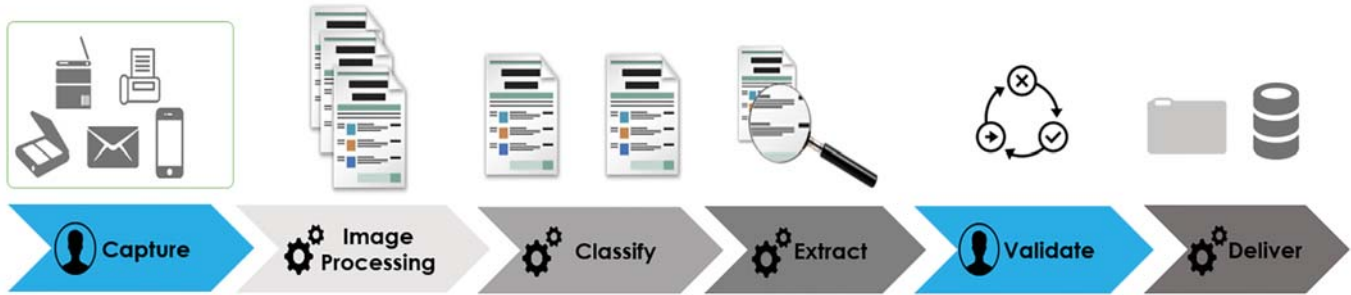 Capture
Image
Processing
Classify
Extract
Validate
Deliver